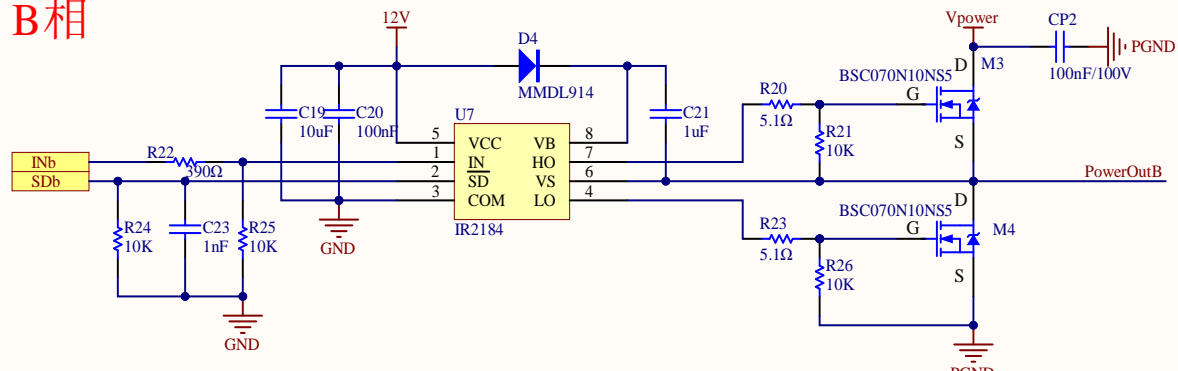 B相
12V
Vpower
CP2
PGND
100nF/100V
D4
MMDL914
D
M3
BSC070N10NS5
G
S
C19
10uF
C20
100nF
C21
1uF
R20
5.1Ω
R21
10K
U7
5
VCC
VB
8
1
IN
HO
7
2
SD
VS
6
3
COM
LO
4
IR2184
INb
SDb
R22
390Ω
PowerOutB
R24
10K
C23
1nF
R25
10K
GND
GND
BSC070N10NS5
D
G
M4
S
R23
5.1Ω
R26
10K
PGND